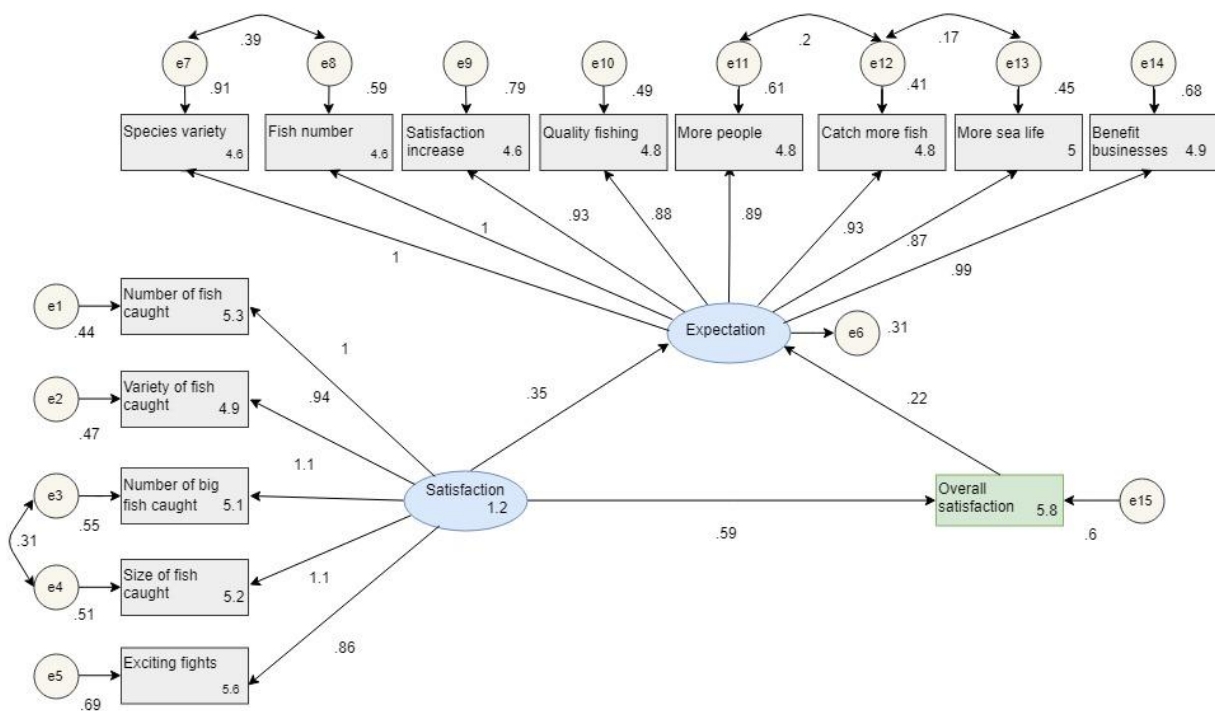 .39
.2
.17
e7
e8
e9
e10
e11
e12
e13
e14
.91
.59
.79
.49
.61
.41
.45
.68
Species variety
4.6
Fish number
4.6
Satisfaction
increase
4.6
Quality fishing
4.8
More people
4.8
Catch more fish
4.8
More sea life
5
Benefit
businesses
4.9
1
1
.93
.88
.89
.93
.87
.99
e1
.44
Number of fish
caught
5.3
1
Expectation
e6
.31
e2
.47
Variety of fish
caught
4.9
.94
.35
.22
e3
.55
Number of big
fish caught
5.1
1.1
Satisfaction
1.2
.59
Overall
satisfaction
5.8
e15
.6
.31
e4
.51
Size of fish
caught
5.2
1.1
e5
.69
Exciting fights
5.6
.86